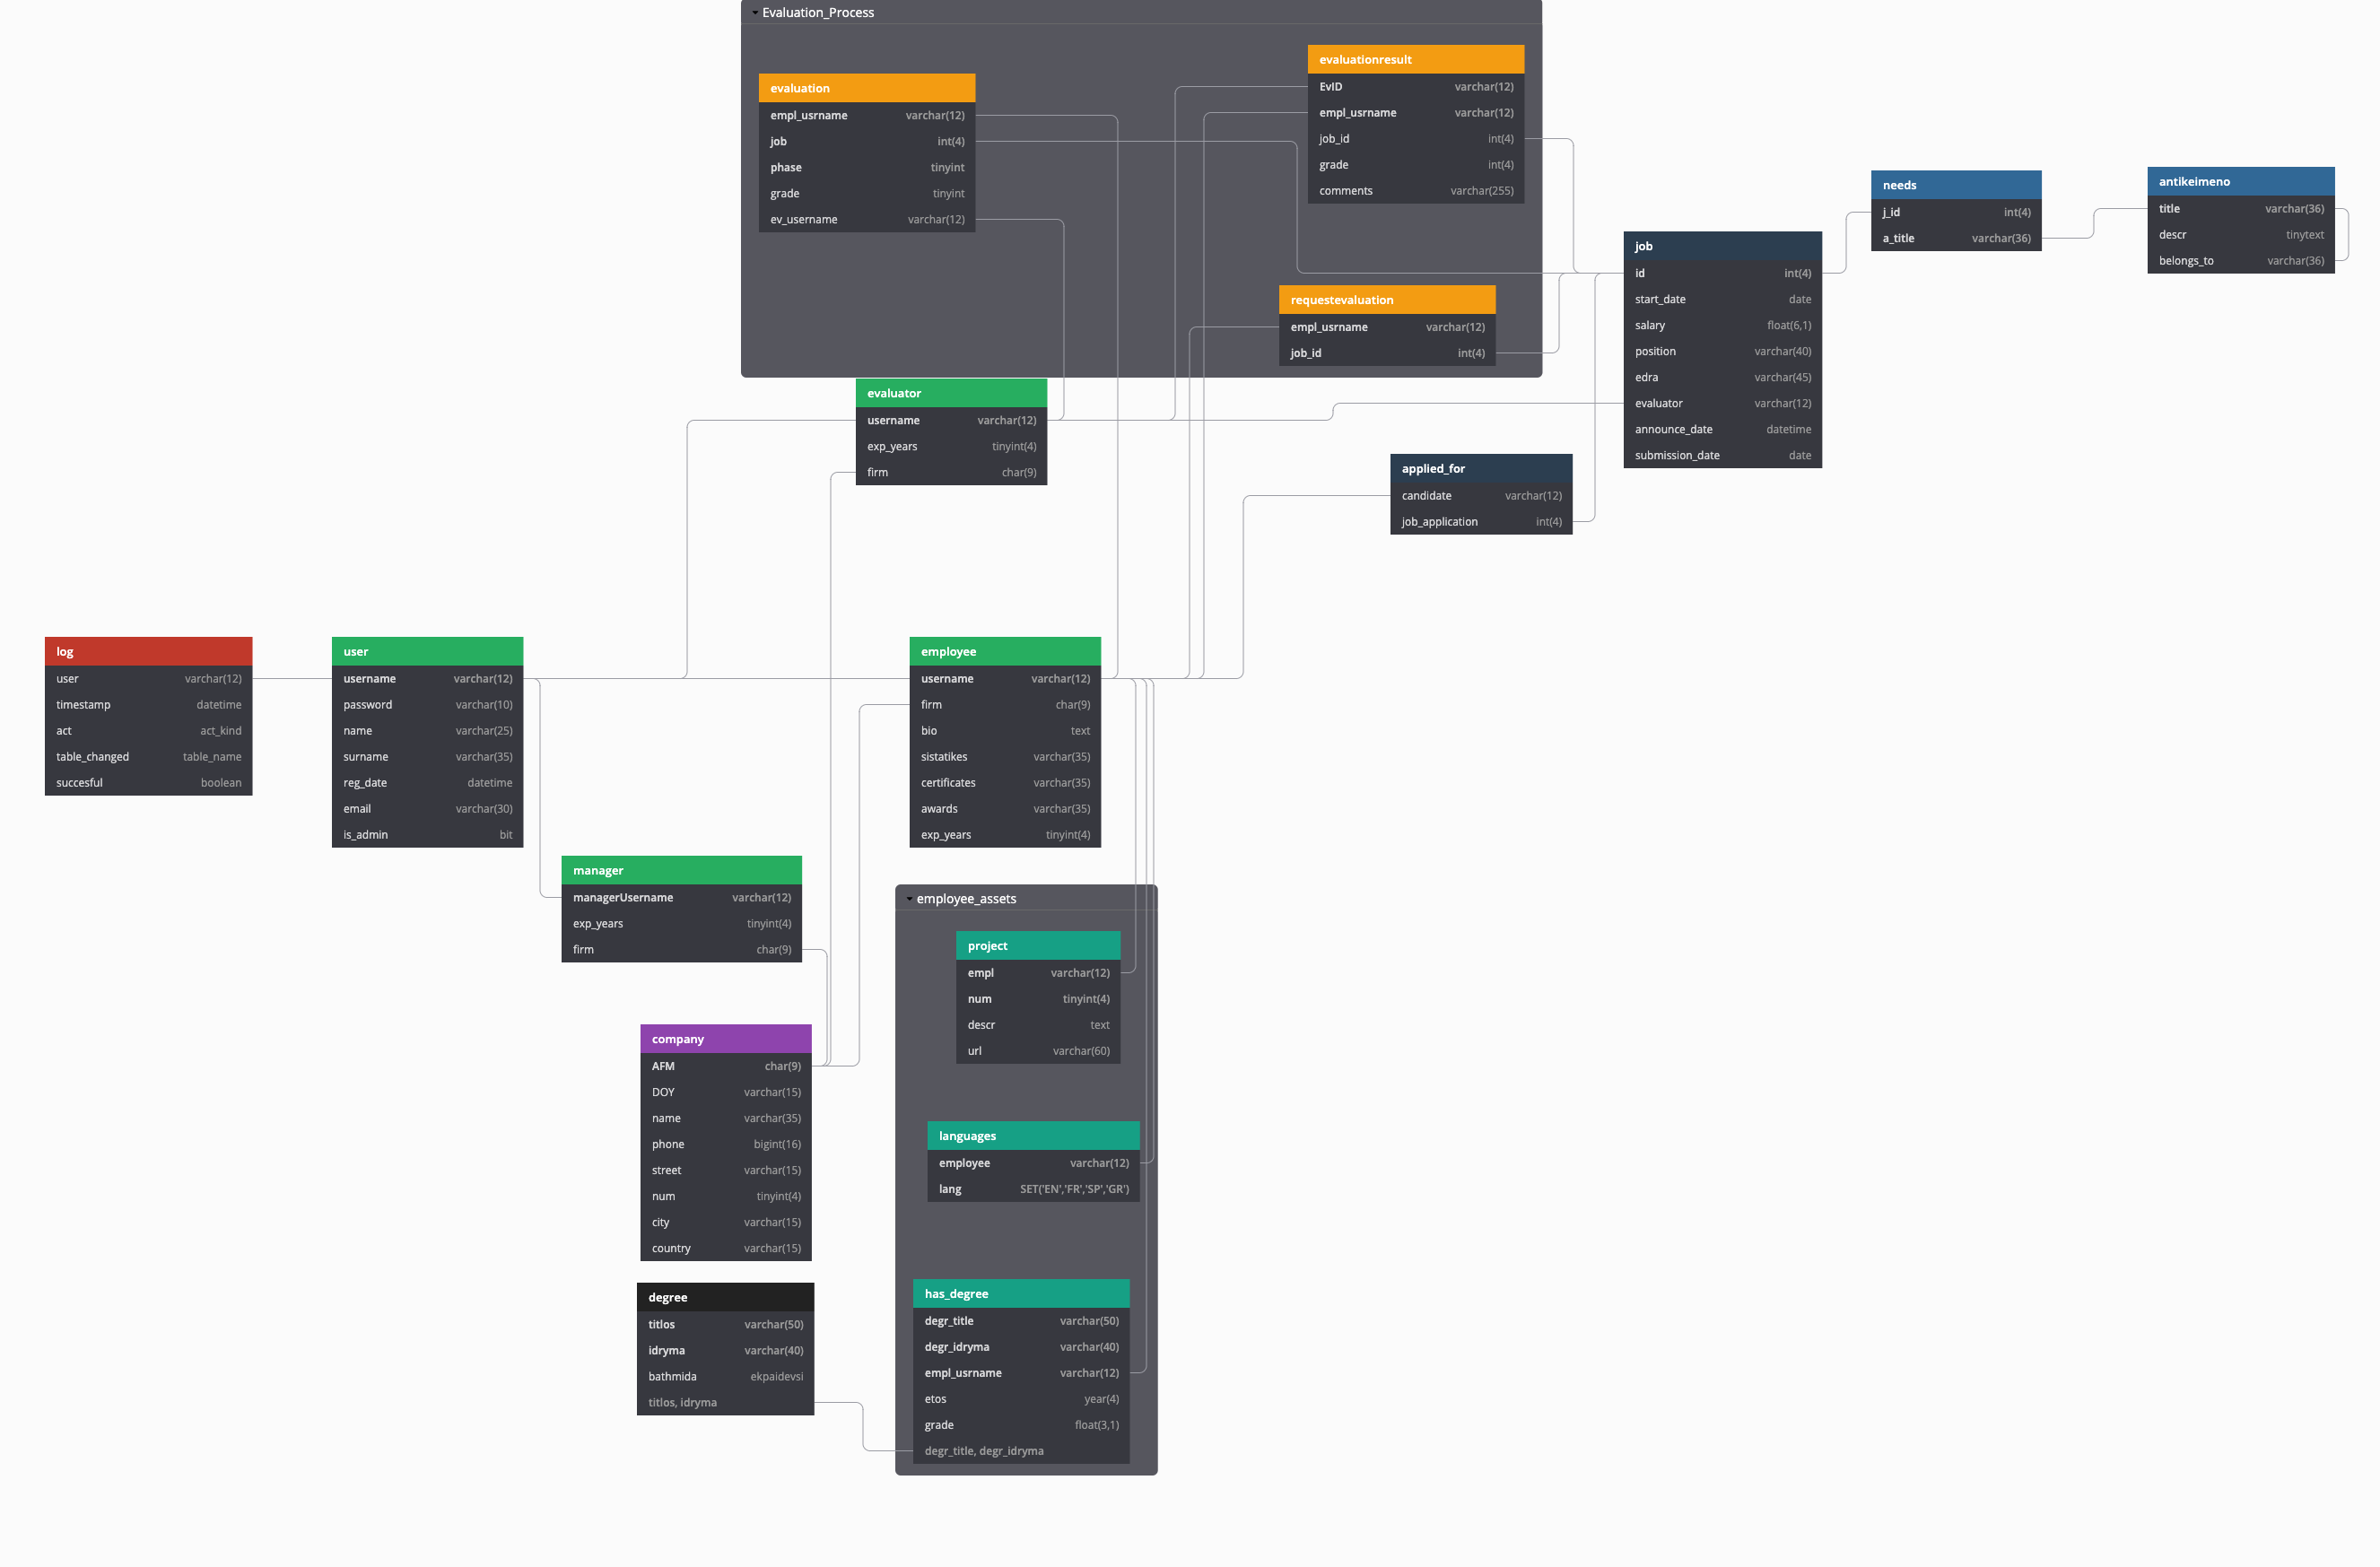 Evaluation_Process
evaluation
empl_usrname varchar(12)
job int(4)
phase tinyint
grade tinyint
ev_username varchar(12)
evaluationresult
EvID varchar(12)
empl_usrname varchar(12)
job_id int(4)
grade int(4)
comments varchar(255)
requestevaluation
empl_usrname varchar(12)
job_id int(4)
needs
j_id int(4)
a_title varchar(36)
antikeimeno
title varchar(36)
descr tinytext
belongs_to varchar(36)
job
id int(4)
start_date date
salary float(6,1)
position varchar(40)
edra varchar(45)
evaluator varchar(12)
announce_date datetime
submission_date date
evaluator
username varchar(12)
exp_years tinyint(4)
firm char(9)
applied_for
candidate varchar(12)
job_application int(4)
log
user varchar(12)
timestamp datetime
act act_kind
table_changed table_name
succesful boolean
user
username varchar(12)
password varchar(10)
name varchar(25)
surname varchar(35)
reg_date datetime
email varchar(30)
is_admin bit
employee
username varchar(12)
firm char(9)
bio text
sistatikes varchar(35)
certificates varchar(35)
awards varchar(35)
exp_years tinyint(4)
manager
managerUsername varchar(12)
exp_years tinyint(4)
firm char(9)
employee_assets
project
empl varchar(12)
num tinyint(4)
descr text
url varchar(60)
company
AFM char(9)
DOY varchar(15)
name varchar(35)
phone bigint(16)
street varchar(15)
num tinyint(4)
city varchar(15)
country varchar(15)
languages
employee varchar(12)
lang SET('EN','FR','SP','GR')
degree
titlos varchar(50)
idryma varchar(40)
bathmida ekpaidevsi
titlos, idryma
has_degree
degr_title varchar(50)
degr_idryma varchar(40)
empl_usrname varchar(12)
etos year(4)
grade float(3,1)
degr_title, degr_idryma